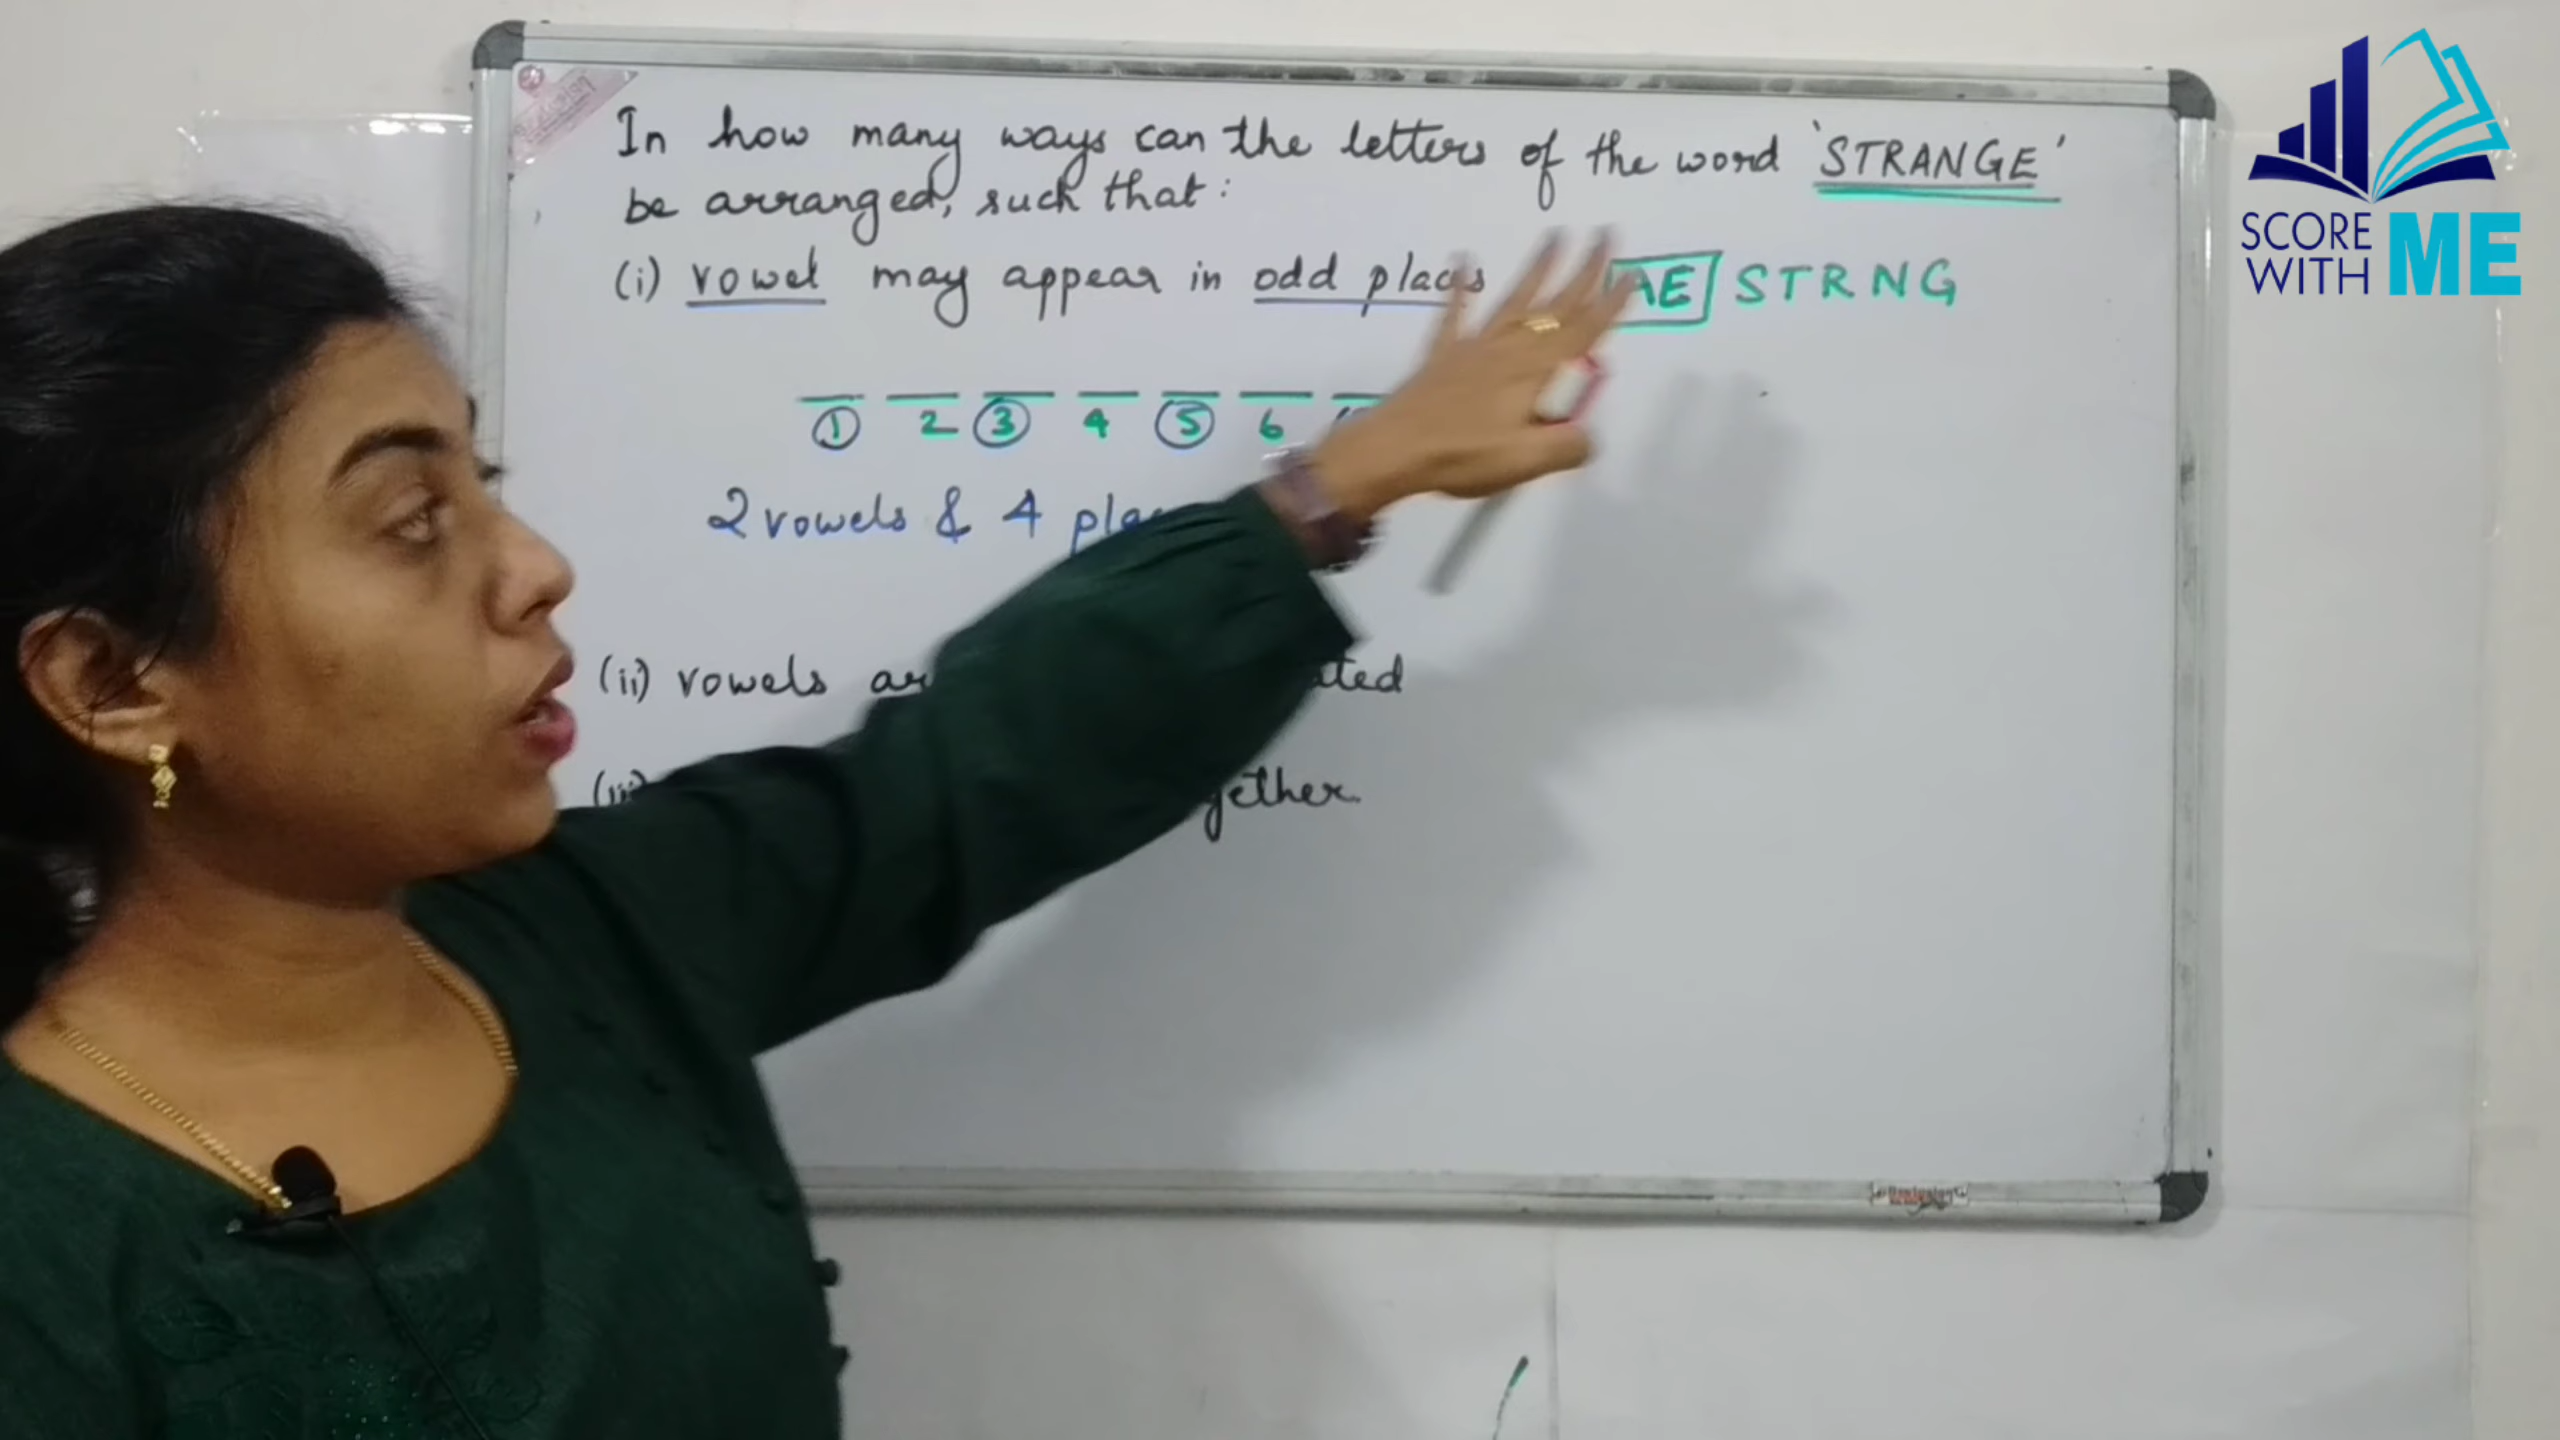 In how many ways can the letters of the word 'STRANGE'
be arranged, such that:
(i) vowel may appear in odd places
AE STRNG
1 2 3 4 5 6
2 vowels & 4
(ii) vowels
SCORE
WITH ME